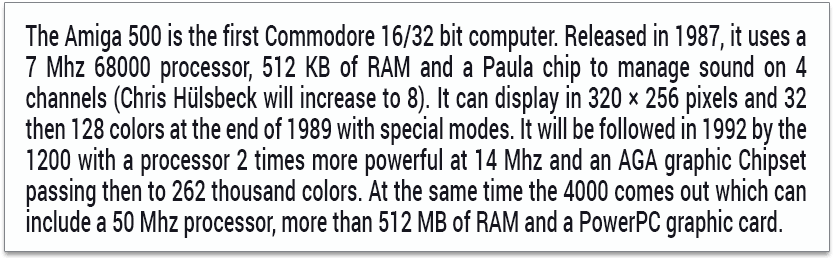 The Amiga 500 is the first Commodore 16/32 bit computer. Released in 1987, it uses a
7 Mhz 68000 processor, 512 KB of RAM and a Paula chip to manage sound on 4
channels (Chris Hülsbeck will increase to 8). It can display in 320 × 256 pixels and 32
then 128 colors at the end of 1989 with special modes. It will be followed in 1992 by the
1200 with a processor 2 times more powerful at 14 Mhz and an AGA graphic Chipset
passing then to 262 thousand colors. At the same time the 4000 comes out which can
include a 50 Mhz processor, more than 512 MB of RAM and a PowerPC graphic card.